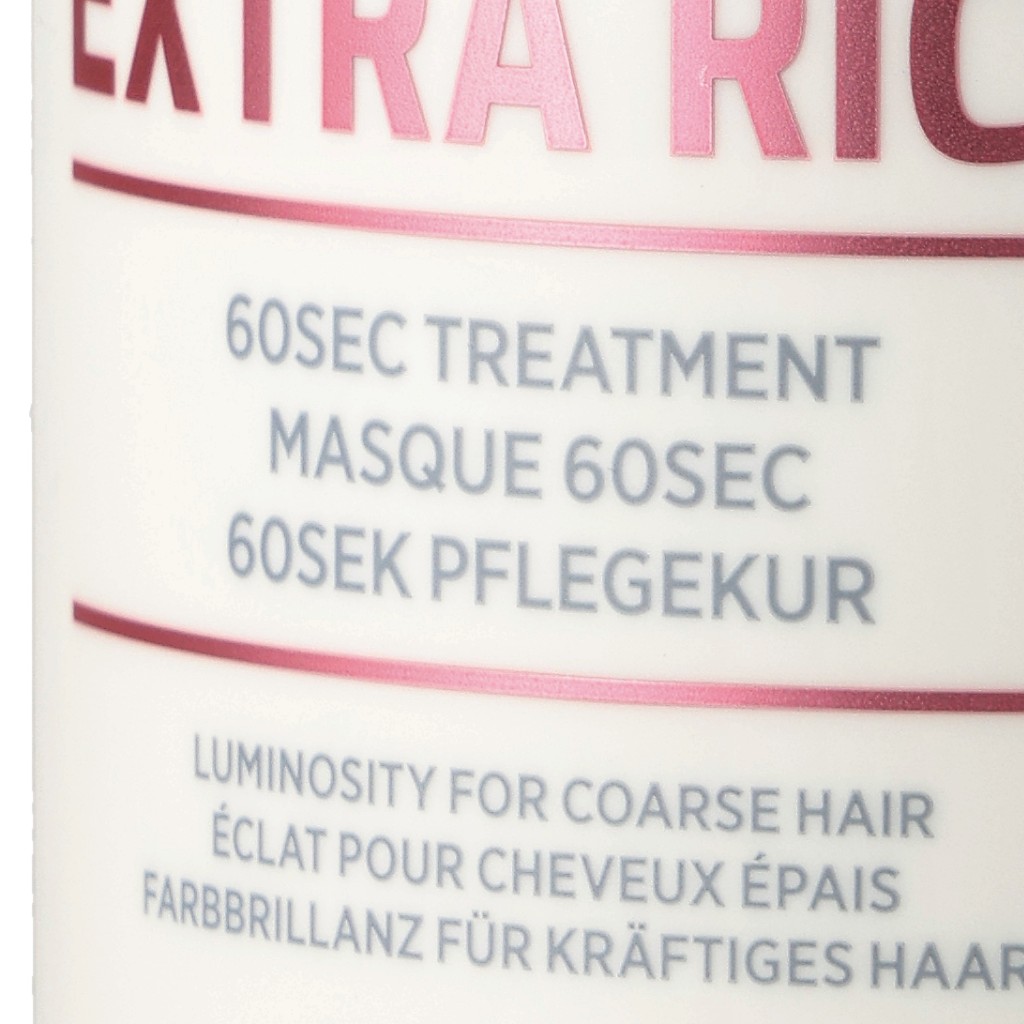 EXTRA RIC
60SEC TREATMENT
MASQUE 60SEC
60SEK PFLEGEKUR
LUMINOSITY FOR COARSE HAIR
ÉCLAT POUR CHEVEUX ÉPAIS
FARBBRILLANZ FÜR KRÄFTIGES HAAR